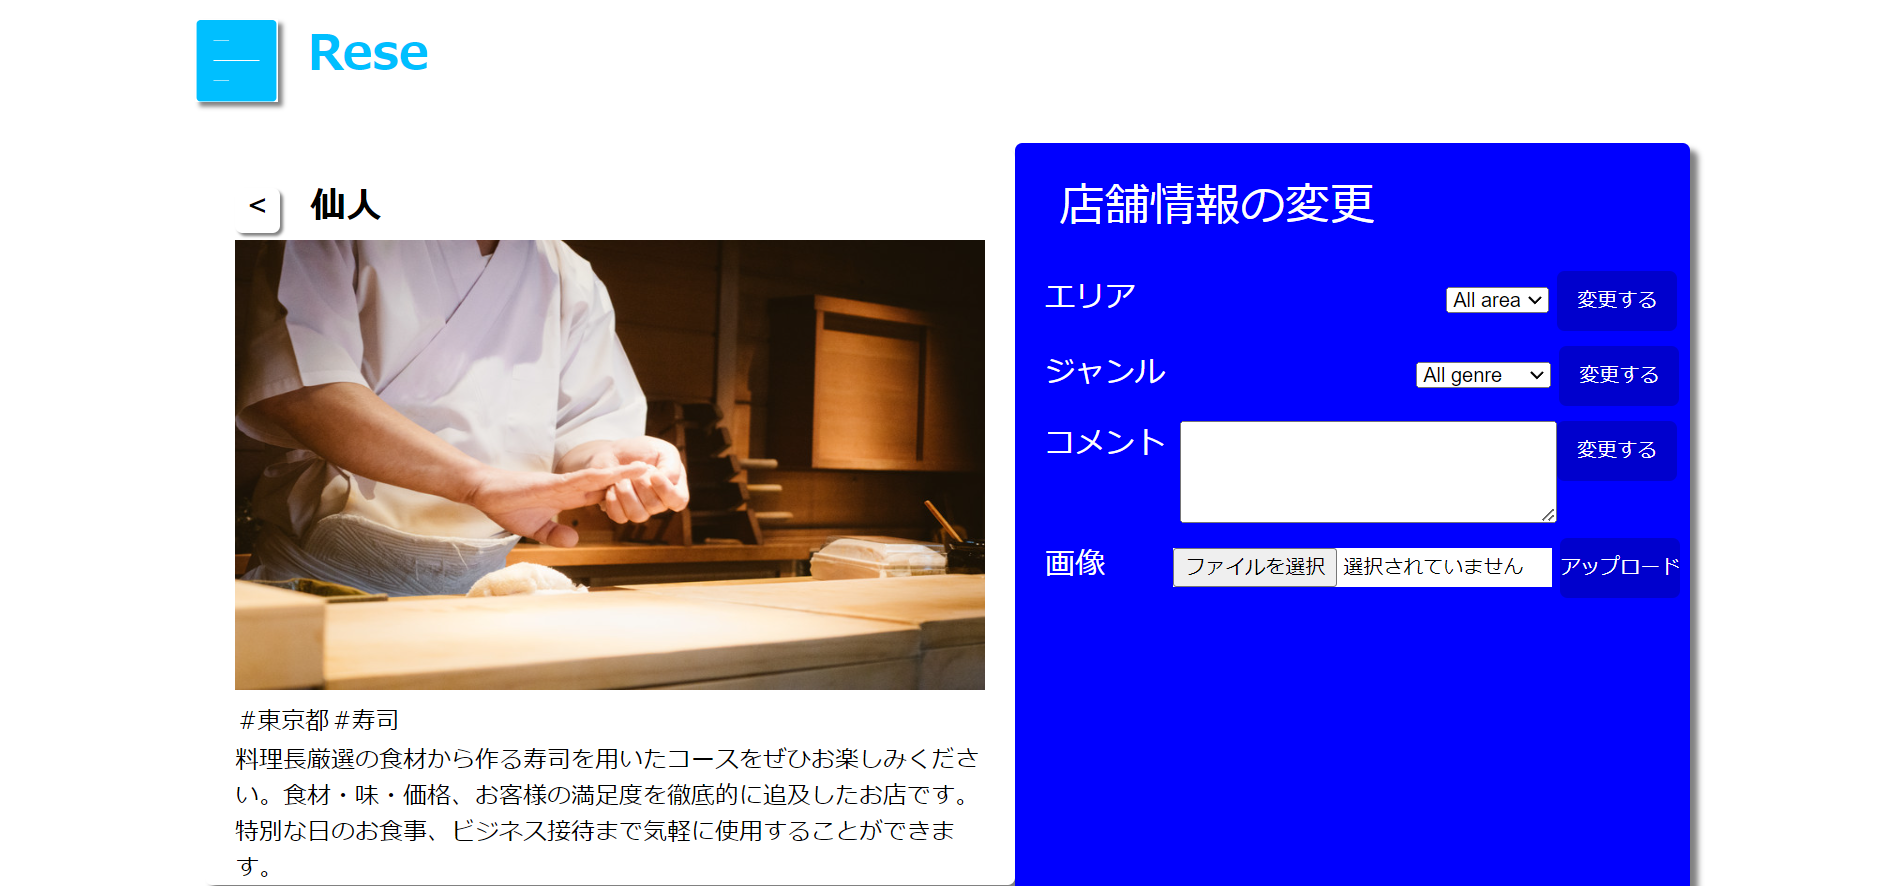 Rese
< 仙人
#東京都 #寿司
料理長厳選の食材から作る寿司を用いたコースをぜひお楽しみくださ
い。食材・味・価格、お客様の満足度を徹底的に追及したお店です。
特別な日のお食事、ビジネス接待まで気軽に使用することができま
す。
店舗情報の変更
エリア All area 変更する
ジャンル All genre 変更する
コメント 変更する
画像 ファイルを選択 選択されていません アップロード